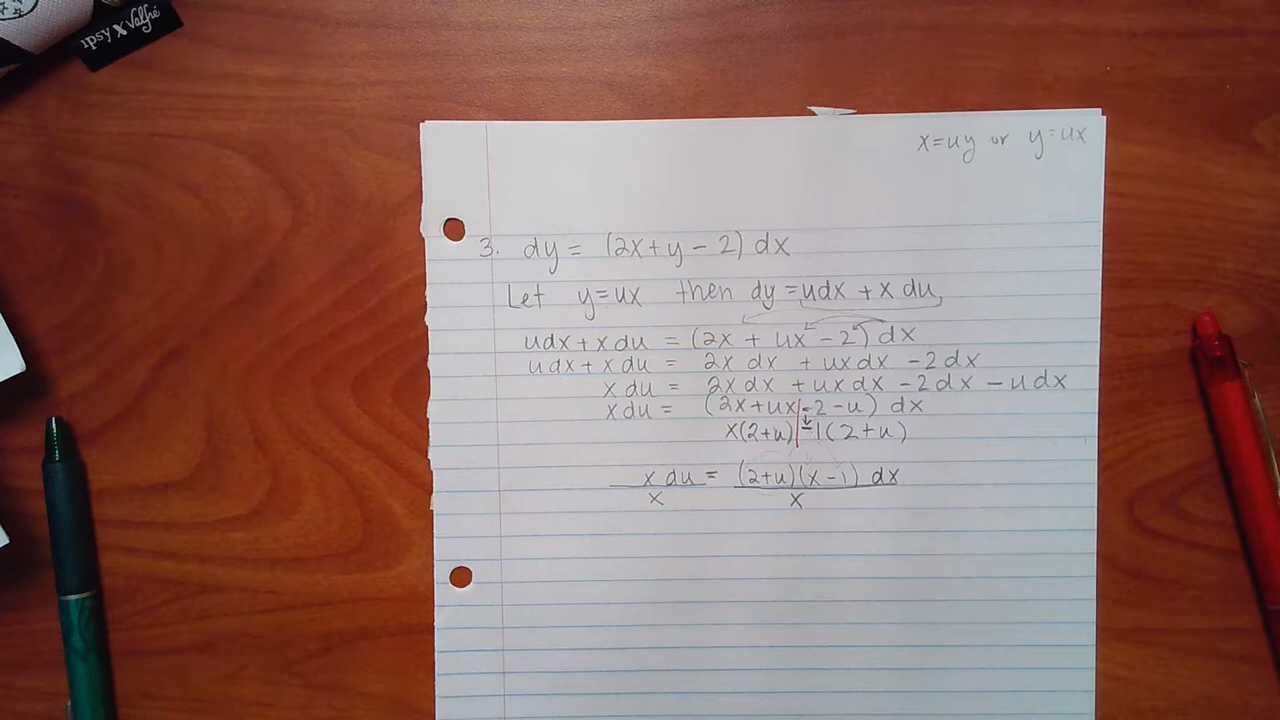 ipsy x Valfré
x=uy or y=ux
3. dy = (2x+y-2) dx
Let y=ux then dy =udx + x du
udx + x du = (2x + ux - 2) dx
udx + x du = 2x dx + ux dx - 2 dx
x du = 2x dx + ux dx - 2 dx - u dx
x du = (2x+ux-2-u) dx
x(2+u) -1(2+u)
x du = (2+u)(x-1) dx
x x